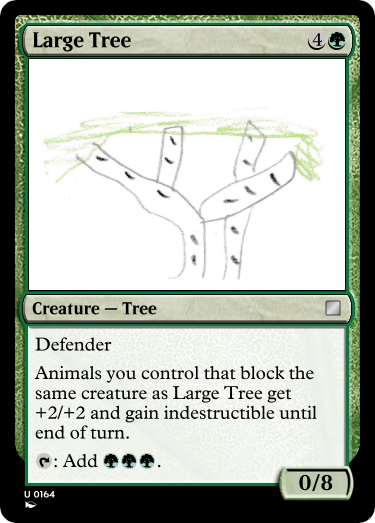 Large Tree 4
Creature — Tree
Defender
Animals you control that block the
same creature as Large Tree get
+2/+2 and gain indestructible until
end of turn.
: Add .
0/8
U 0164